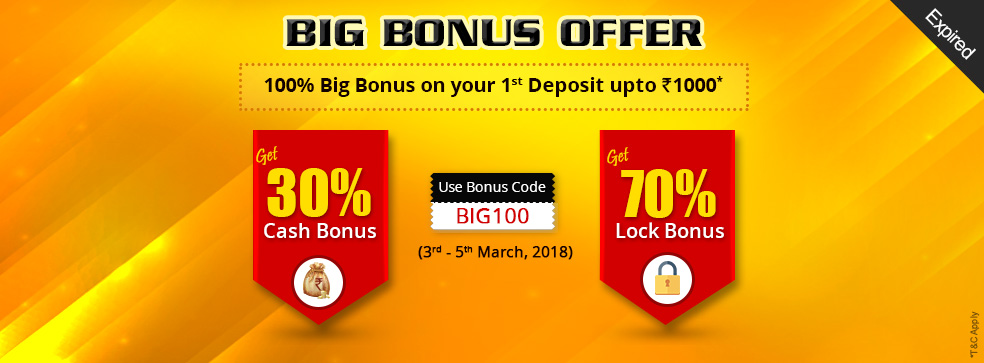 BIG BONUS OFFER
Expired
100% Big Bonus on your 1st Deposit upto ₹1000*
Get
30%
Cash Bonus
Use Bonus Code
BIG100
(3rd - 5th March, 2018)
Get
70%
Lock Bonus
*T&C Apply